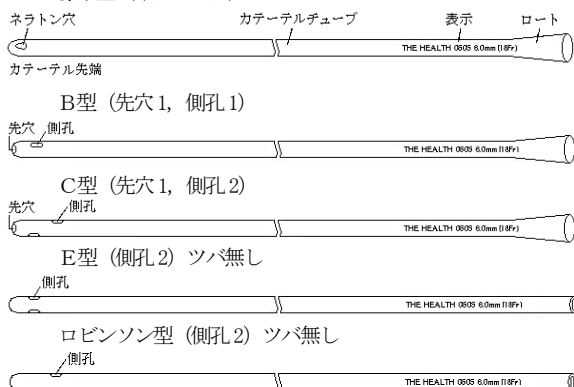 ネラトン穴 カテーテルチューブ 表示 ロート
THE HEALTH 0505 6.0mm [18Fr]
カテーテル先端
B型（先穴1，側孔1）
先穴 側孔
THE HEALTH 0505 6.0mm [18Fr]
C型（先穴1，側孔2）
先穴 側孔
THE HEALTH 0505 6.0mm [18Fr]
E型（側孔2）ツバ無し
側孔
THE HEALTH 0505 6.0mm [18Fr]
ロビンソン型（側孔2）ツバ無し
側孔
THE HEALTH 0505 6.0mm [18Fr]